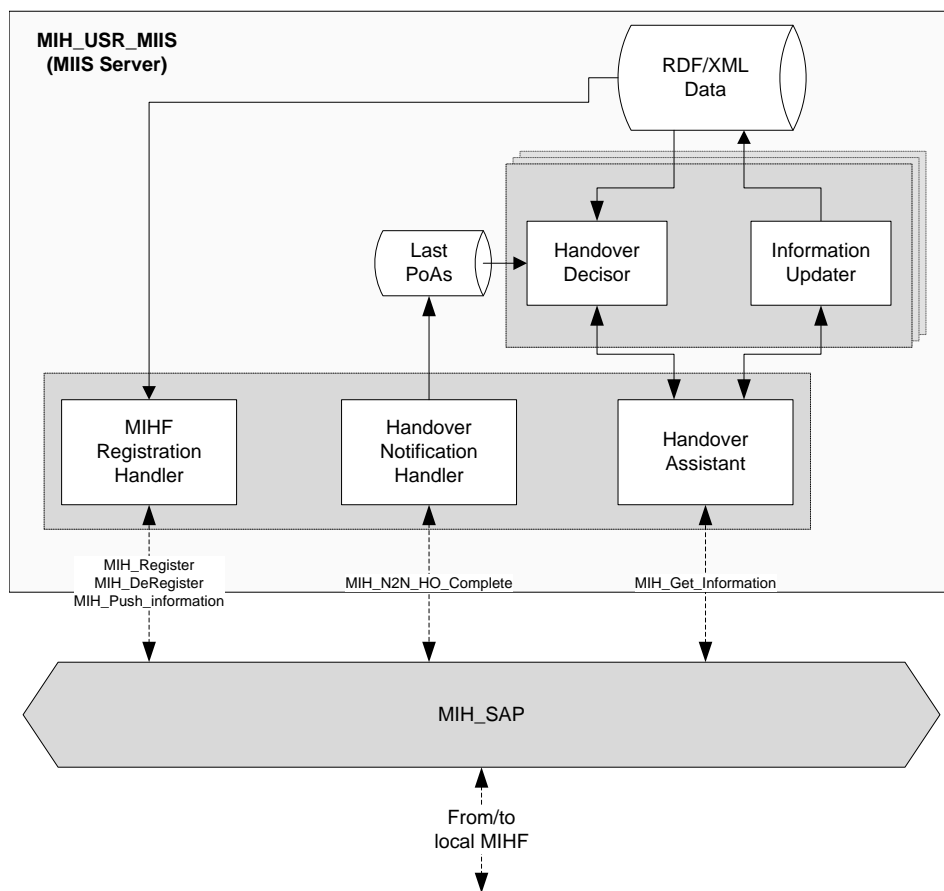 MIH_USR_MIIS
(MIIS Server)
RDF/XML
Data
Last
PoAs
Handover
Decisor
Information
Updater
MIHF
Registration
Handler
Handover
Notification
Handler
Handover
Assistant
MIH_Register
MIH_DeRegister
MIH_Push_information
MIH_N2N_HO_Complete
MIH_Get_Information
MIH_SAP
From/to
local MIHF